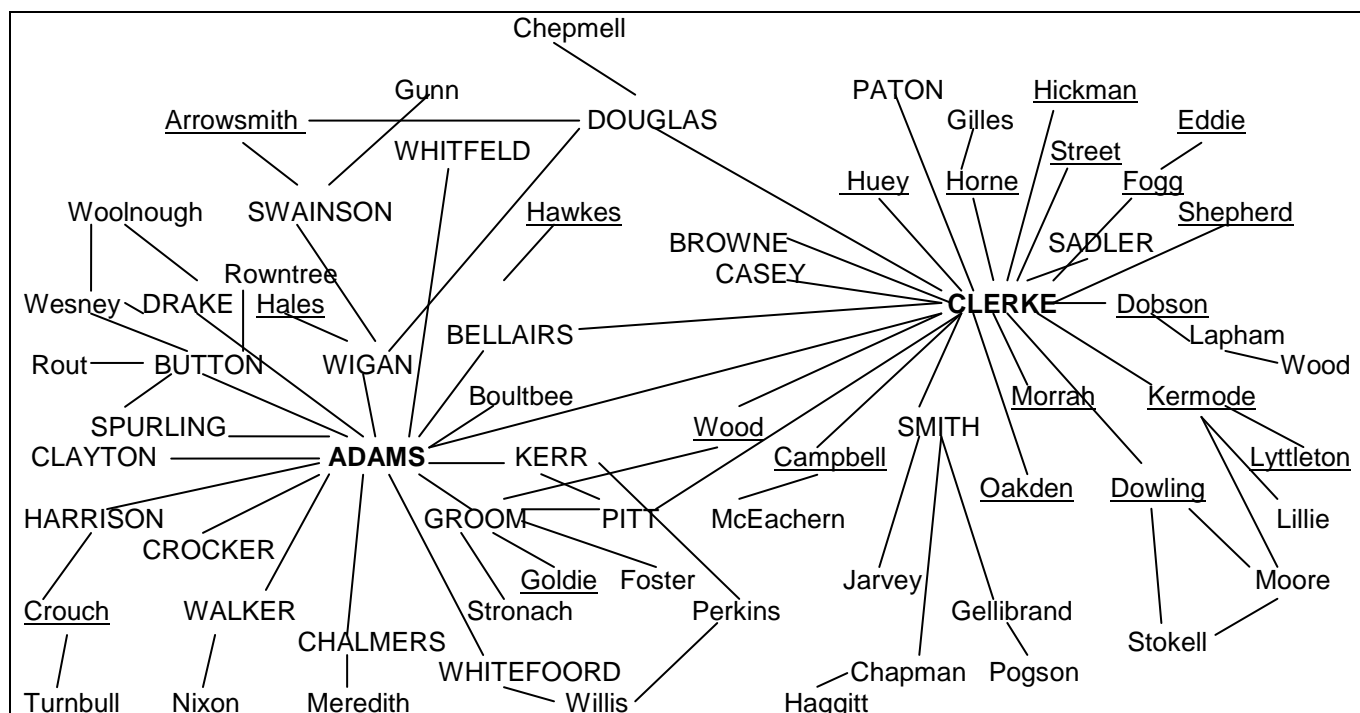 Chepmell
Gunn
PATON
Hickman
Arrowsmith
DOUGLAS
Gilles
Eddie
WHITFELD
Street
Huey
Horne
Fogg
Woolnough
SWAINSON
Hawkes
Shepherd
BROWNE
SADLER
Rowntree
CASEY
Wesney
DRAKE
Hales
CLERKE
Dobson
BELLAIRS
Lapham
Rout
BUTTON
WIGAN
Wood
Boultbee
Morrah
Kermode
SPURLING
Wood
SMITH
CLAYTON
ADAMS
KERR
Campbell
Lyttleton
Oakden
Dowling
HARRISON
GROOM
PITT
McEachern
Lillie
CROCKER
Goldie
Foster
Jarvey
Moore
Crouch
WALKER
Stronach
Perkins
Gellibrand
CHALMERS
Stokell
WHITEFOORD
Chapman
Pogson
Turnbull
Nixon
Meredith
Willis
Haggitt